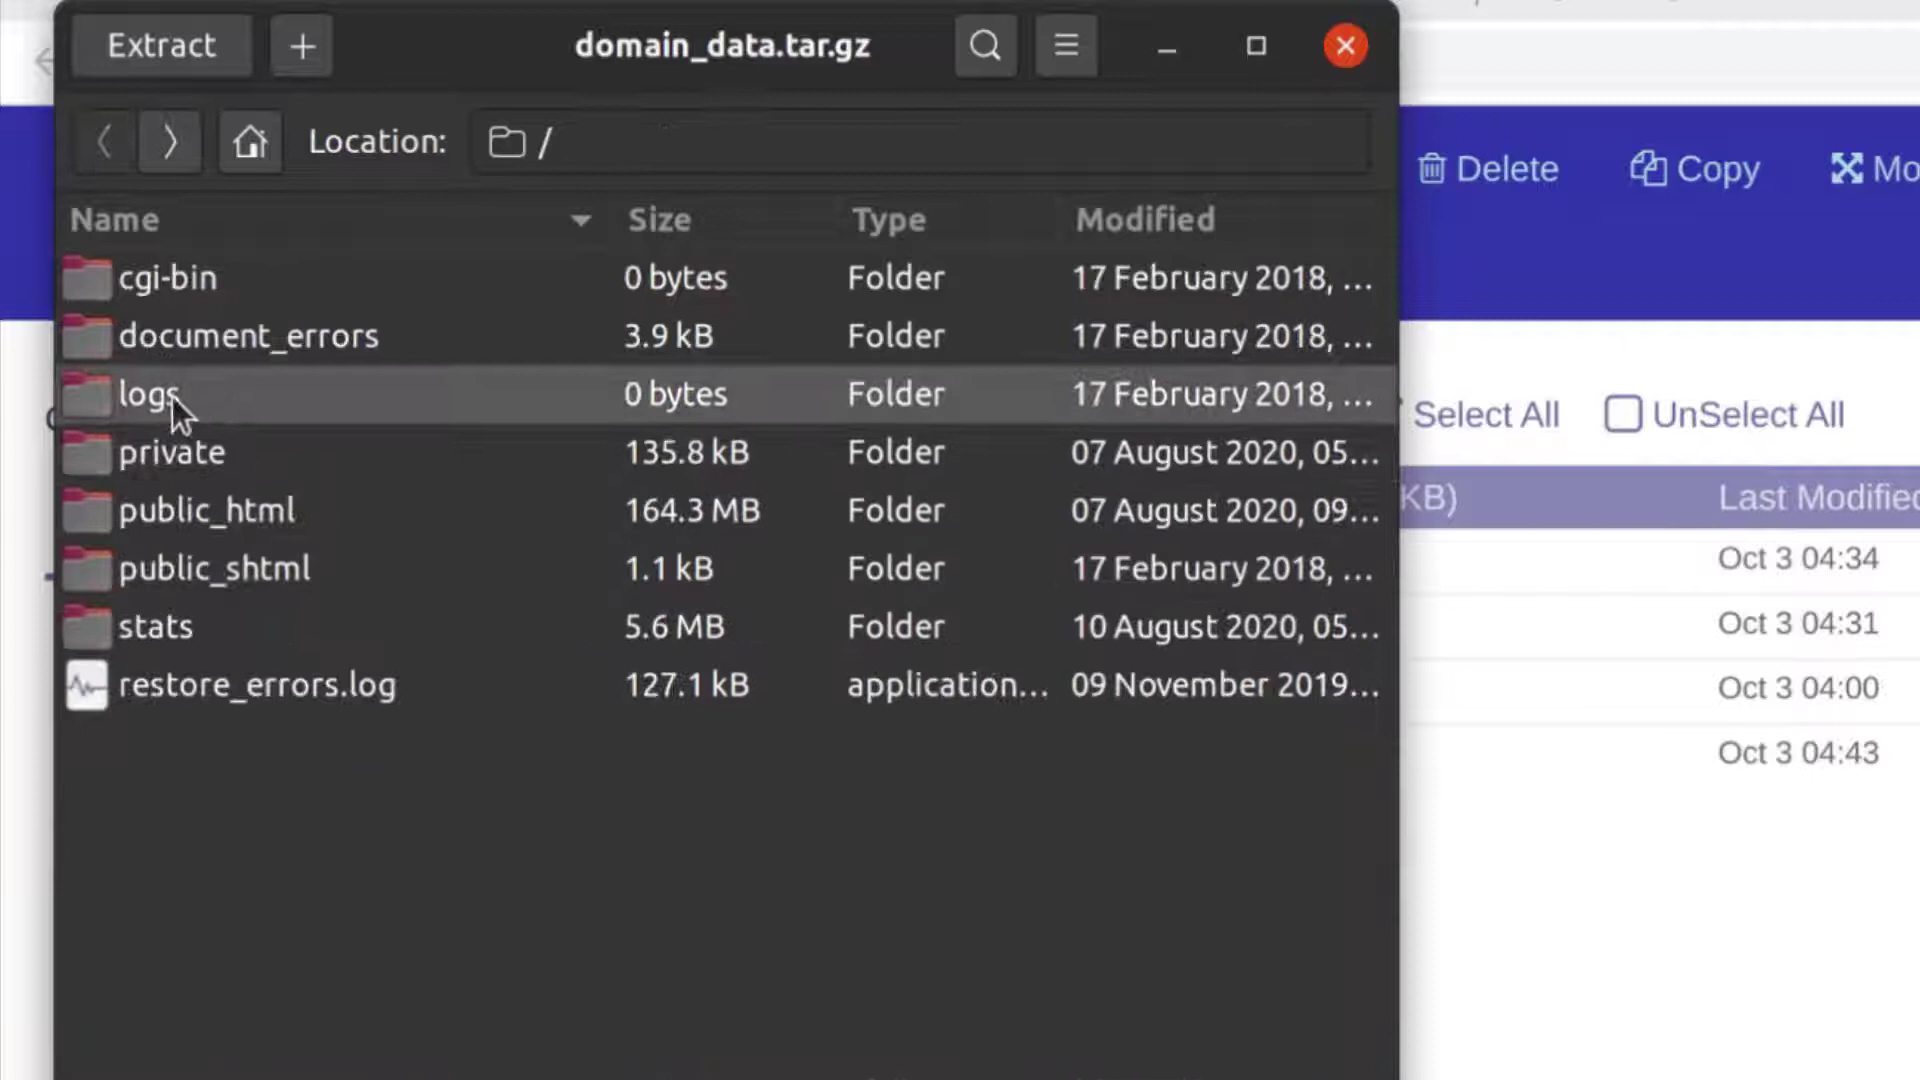 Extract + domain_data.tar.gz
Location: /
Delete Copy Mo
Name Size Type Modified
cgi-bin 0 bytes Folder 17 February 2018, ...
document_errors 3.9 kB Folder 17 February 2018, ...
logs 0 bytes Folder 17 February 2018, ...
Select All UnSelect All
private 135.8 kB Folder 07 August 2020, 05...
public_html 164.3 MB Folder 07 August 2020, 09...
KB) Last Modified
public_shtml 1.1 kB Folder 17 February 2018, ...
Oct 3 04:34
stats 5.6 MB Folder 10 August 2020, 05...
Oct 3 04:31
restore_errors.log 127.1 kB application... 09 November 2019...
Oct 3 04:00
Oct 3 04:43